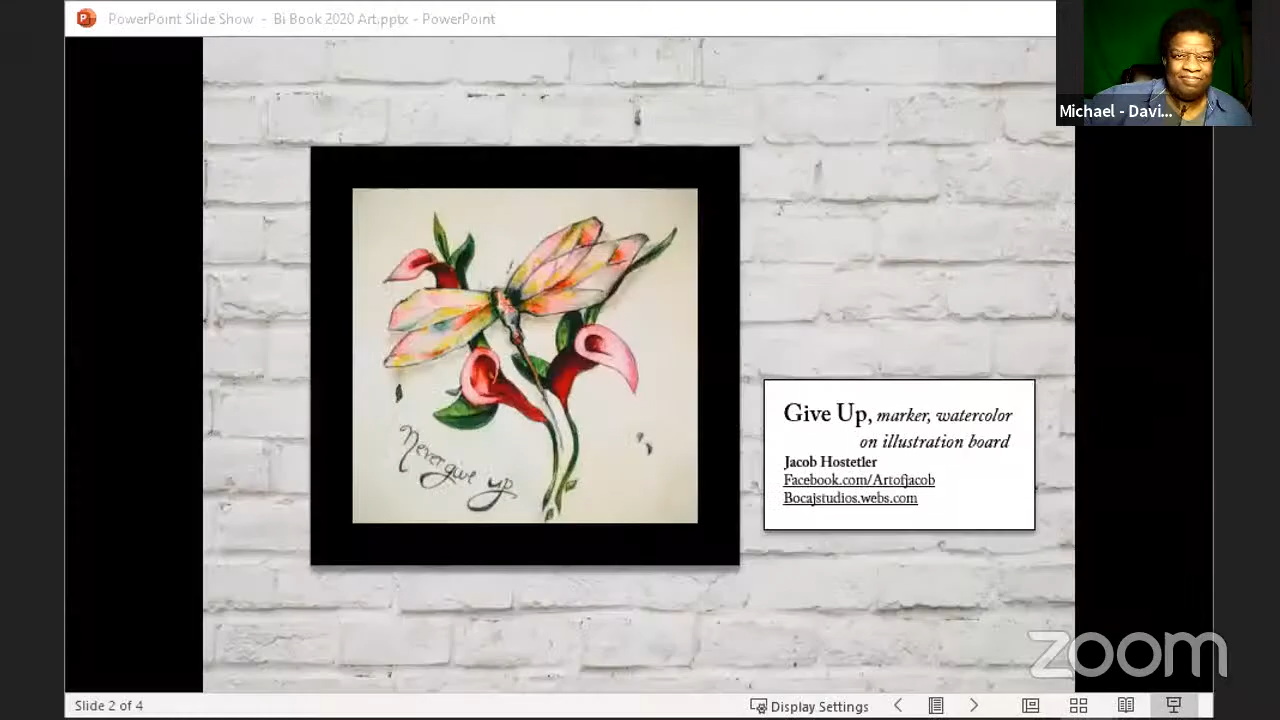 PowerPoint Slide Show - Bi Book 2020 Art.pptx - PowerPoint
Michael - Davi...
Never give up
Give Up, marker, watercolor
on illustration board
Jacob Hostetler
Facebook.com/Artofjacob
Bocajstudios.webs.com
zoom
Slide 2 of 4
Display Settings